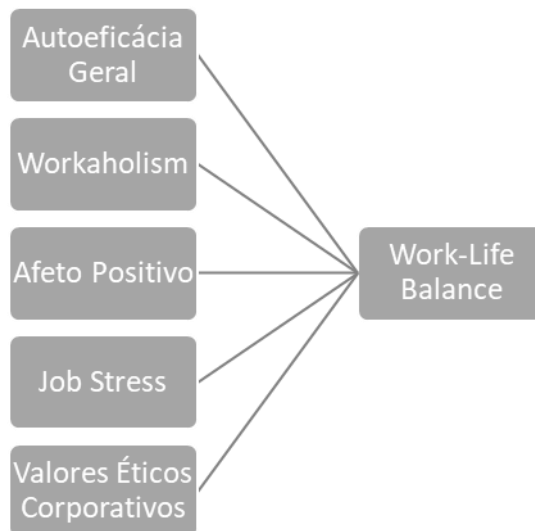 Autoeficácia
Geral
Workaholism
Afeto Positivo
Work-Life
Balance
Job Stress
Valores Éticos
Corporativos